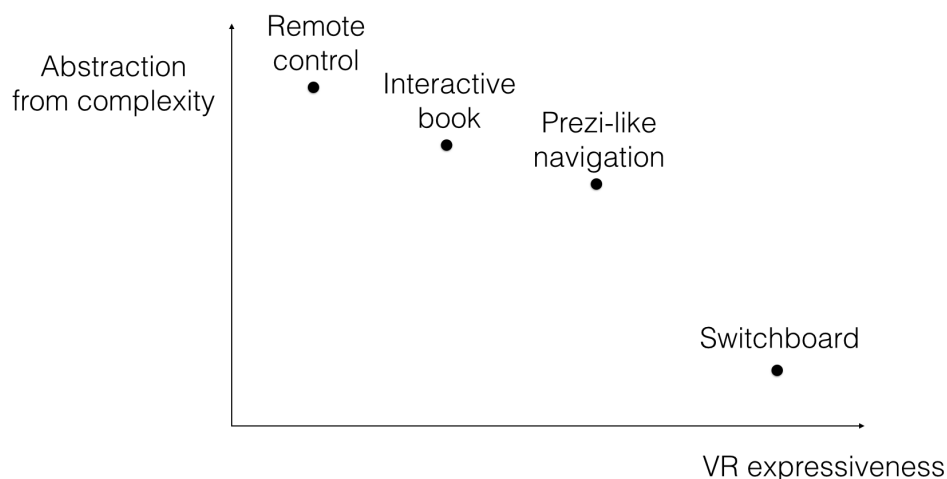 Remote
control
Abstraction
from complexity
Interactive
book
Prezi-like
navigation
Switchboard
VR expressiveness